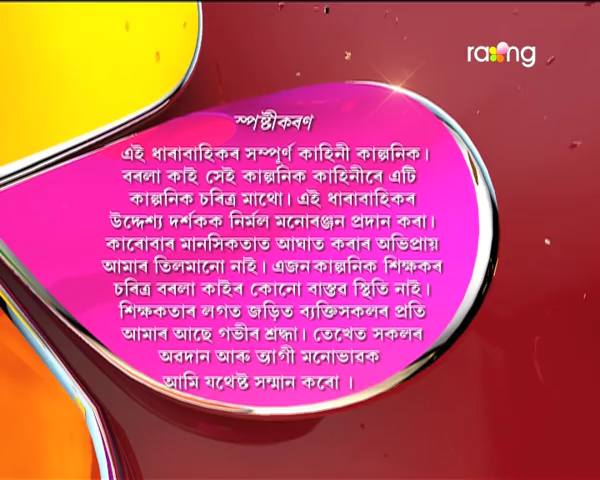 rang
স্পষ্টীকৰণ
এই ধাৰাবাহিকৰ সম্পূৰ্ণ কাহিনী কাল্পনিক।
বৰলা কাই সেই কাল্পনিক কাহিনীৰে এটি
কাল্পনিক চৰিত্ৰ মাথো। এই ধাৰাবাহিকৰ
উদ্দেশ্য দৰ্শকক নিৰ্মল মনোৰঞ্জন প্ৰদান কৰা।
কাৰোবাৰ মানসিকতাত আঘাত কৰাৰ অভিপ্ৰায়
আমাৰ তিলমানো নাই। এজন কাল্পনিক শিক্ষকৰ
চৰিত্ৰ বৰলা কাইৰ কোনো বাস্তৱ স্থিতি নাই।
শিক্ষকতাৰ লগত জড়িত ব্যক্তিসকলৰ প্ৰতি
আমাৰ আছে গভীৰ শ্ৰদ্ধা। তেখেত সকলৰ
অৱদান আৰু ত্যাগী মনোভাৱক
আমি যথেষ্ট সন্মান কৰো ।